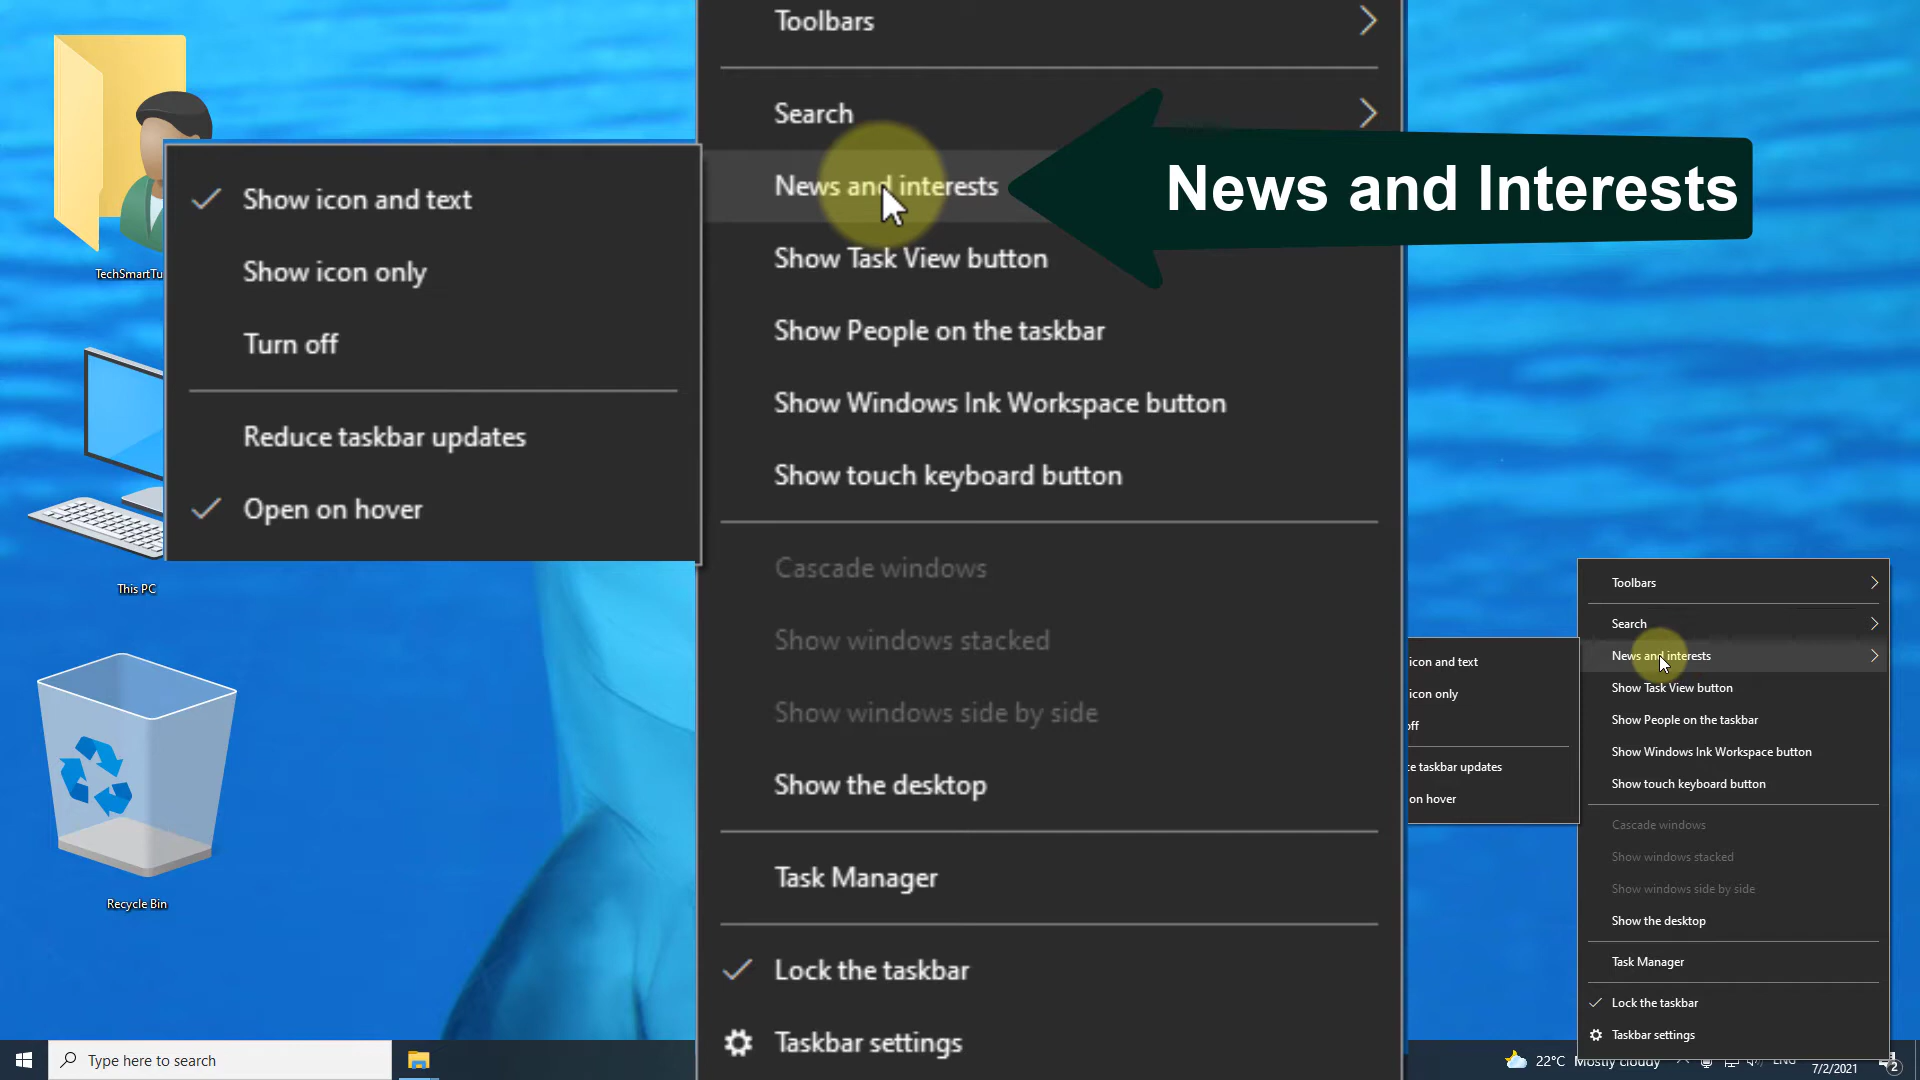 TechSmartTu
This PC
Recycle Bin
Show icon and text
Show icon only
Turn off
Reduce taskbar updates
Open on hover
Toolbars
Search
News and interests
Show Task View button
Show People on the taskbar
Show Windows Ink Workspace button
Show touch keyboard button
Cascade windows
Show windows stacked
Show windows side by side
Show the desktop
Task Manager
Lock the taskbar
Taskbar settings
News and Interests
icon and text
icon only
off
ce taskbar updates
on hover
Toolbars
Search
News and interests
Show Task View button
Show People on the taskbar
Show Windows Ink Workspace button
Show touch keyboard button
Cascade windows
Show windows stacked
Show windows side by side
Show the desktop
Task Manager
Lock the taskbar
Taskbar settings
Type here to search
22°C Mostly cloudy
ENG
7/2/2021
2